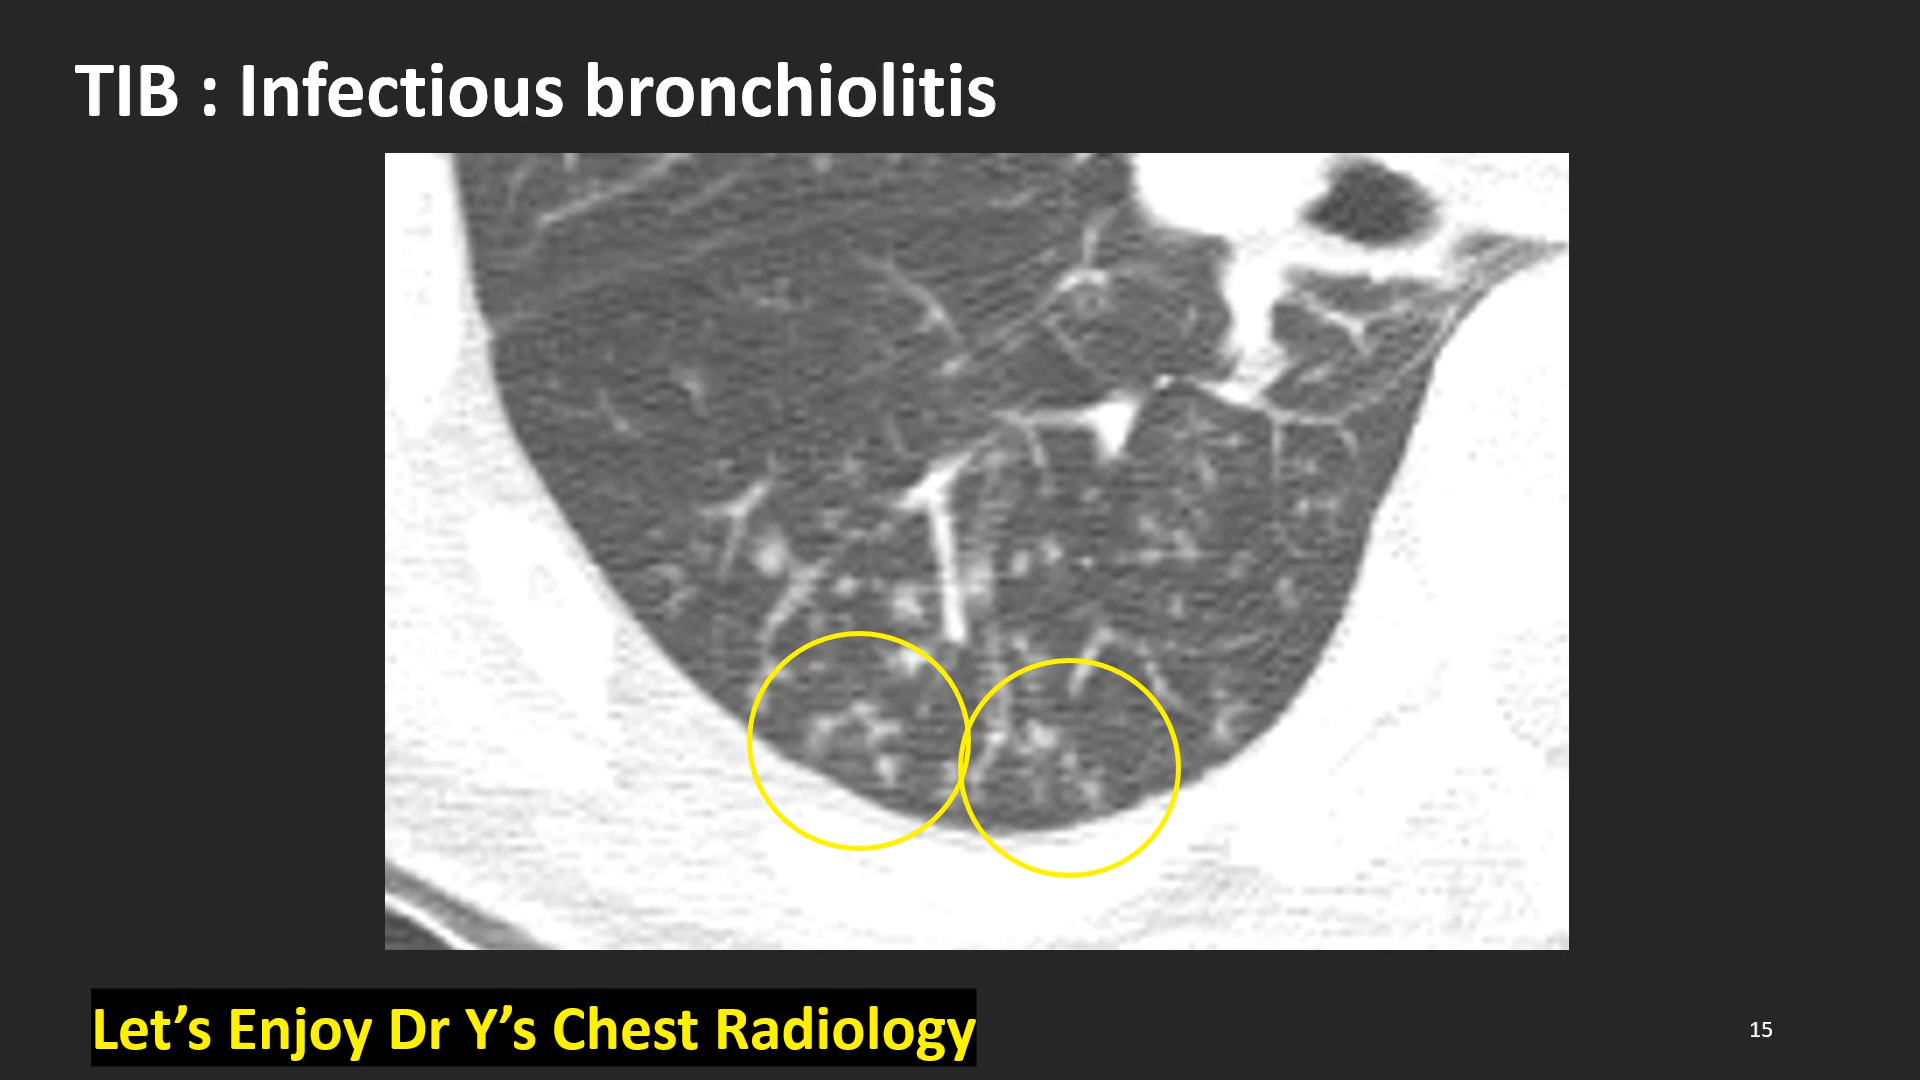 TIB : Infectious bronchiolitis
Let’s Enjoy Dr Y’s Chest Radiology
15